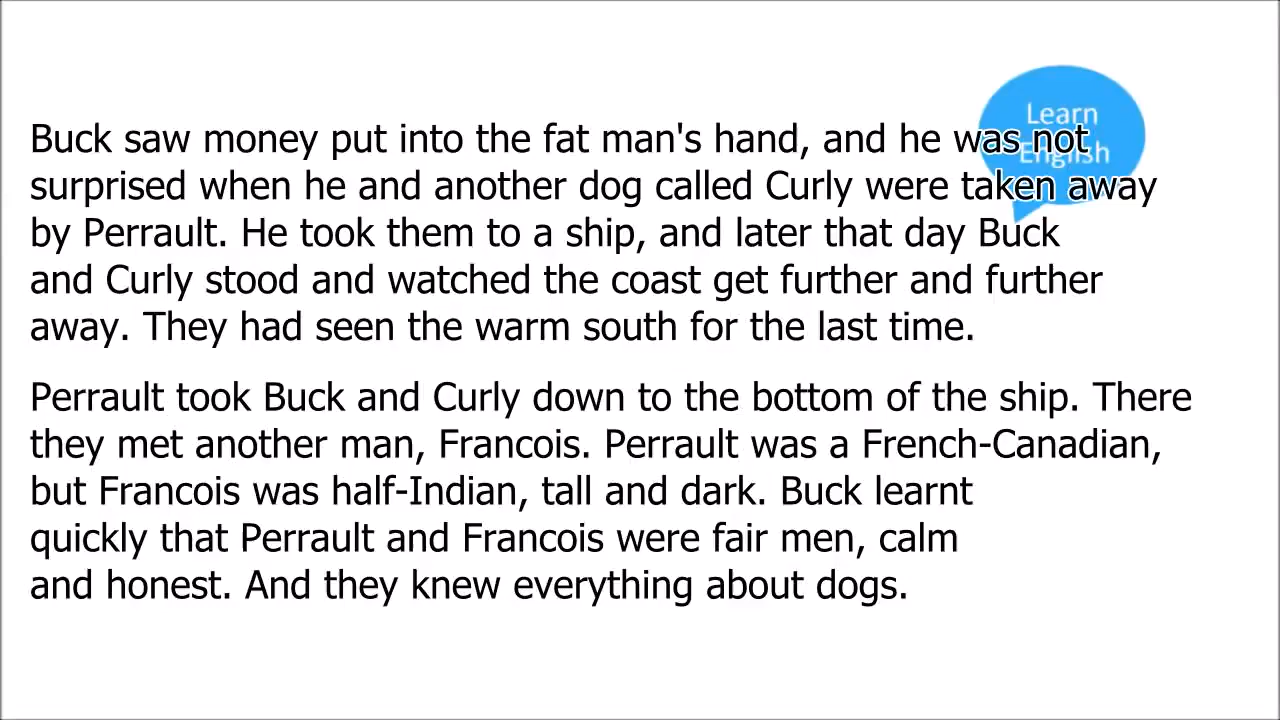 Learn
English
Buck saw money put into the fat man's hand, and he was not
surprised when he and another dog called Curly were taken away
by Perrault. He took them to a ship, and later that day Buck
and Curly stood and watched the coast get further and further
away. They had seen the warm south for the last time.
Perrault took Buck and Curly down to the bottom of the ship. There
they met another man, Francois. Perrault was a French-Canadian,
but Francois was half-Indian, tall and dark. Buck learnt
quickly that Perrault and Francois were fair men, calm
and honest. And they knew everything about dogs.